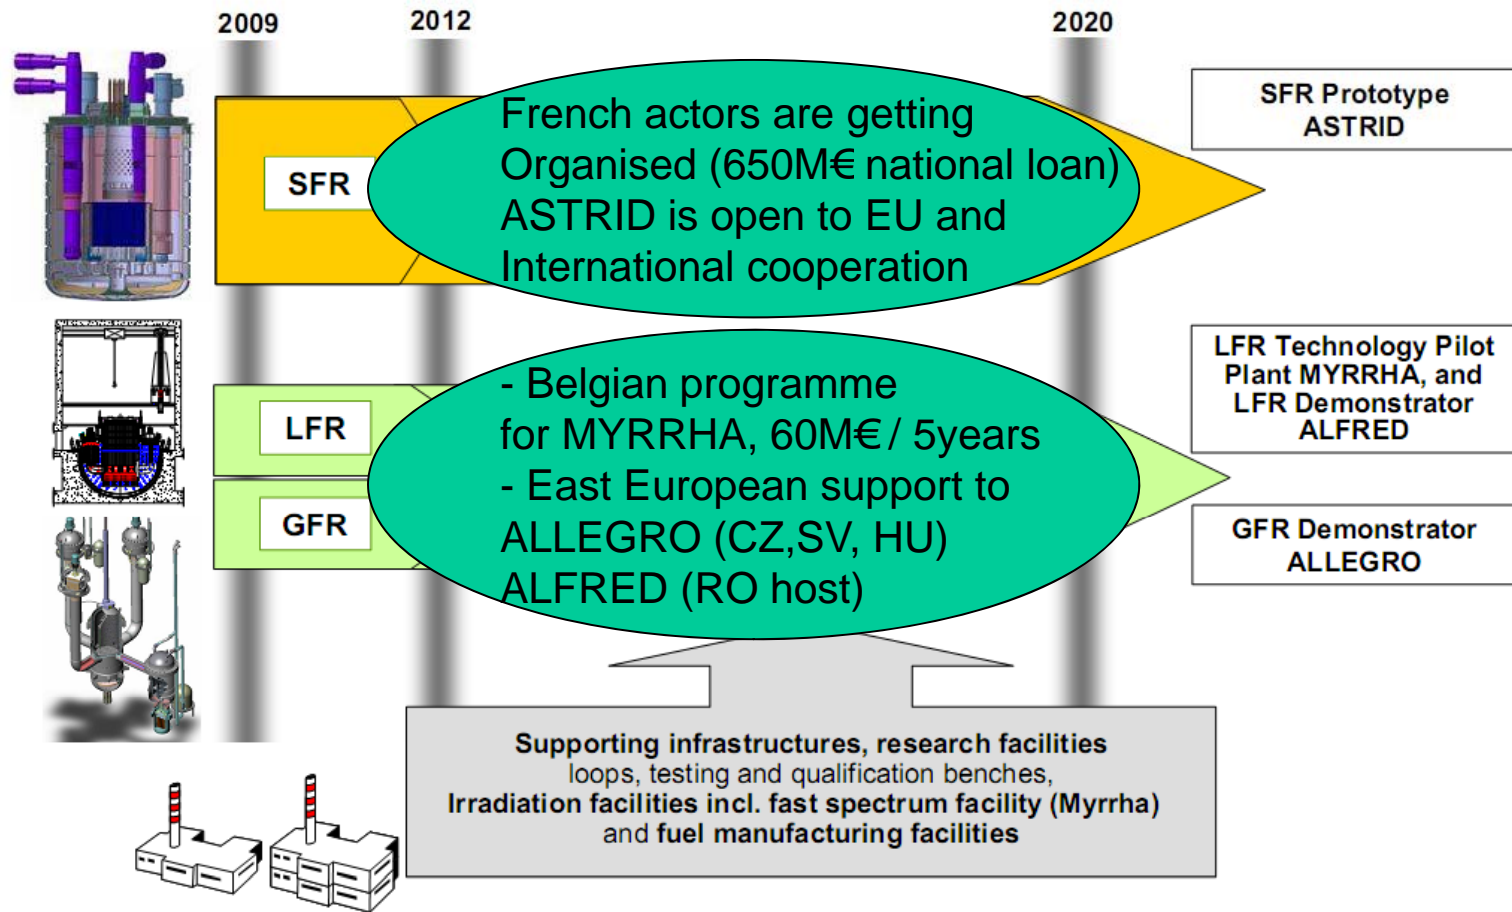 2009
2012
2020
SFR
French actors are getting
Organised (650M€ national loan)
ASTRID is open to EU and
International cooperation
SFR Prototype
ASTRID
LFR
GFR
- Belgian programme
for MYRRHA, 60M€ / 5years
- East European support to
ALLEGRO (CZ,SV, HU)
ALFRED (RO host)
LFR Technology Pilot
Plant MYRRHA, and
LFR Demonstrator
ALFRED
GFR Demonstrator
ALLEGRO
Supporting infrastructures, research facilities
loops, testing and qualification benches,
Irradiation facilities incl. fast spectrum facility (Myrrha)
and fuel manufacturing facilities